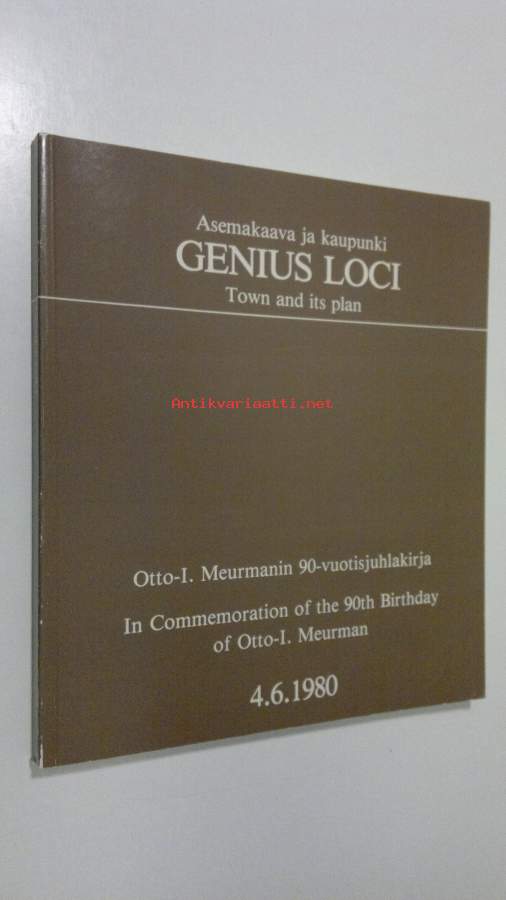 Asemakaava ja kaupunki
GENIUS LOCI
Town and its plan
Antikvariaatti.net
Otto-I. Meurmanin 90-vuotisjuhlakirja
In Commemoration of the 90th Birthday
of Otto-I. Meurman
4.6.1980